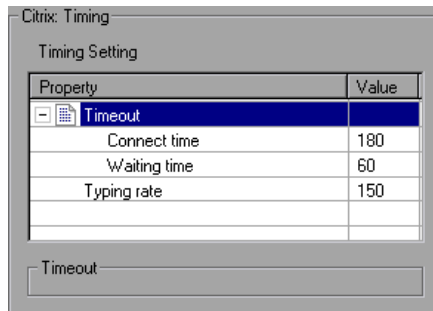 Citrix: Timing
Timing Setting
Property Value
Timeout
Connect time 180
Waiting time 60
Typing rate 150
Timeout